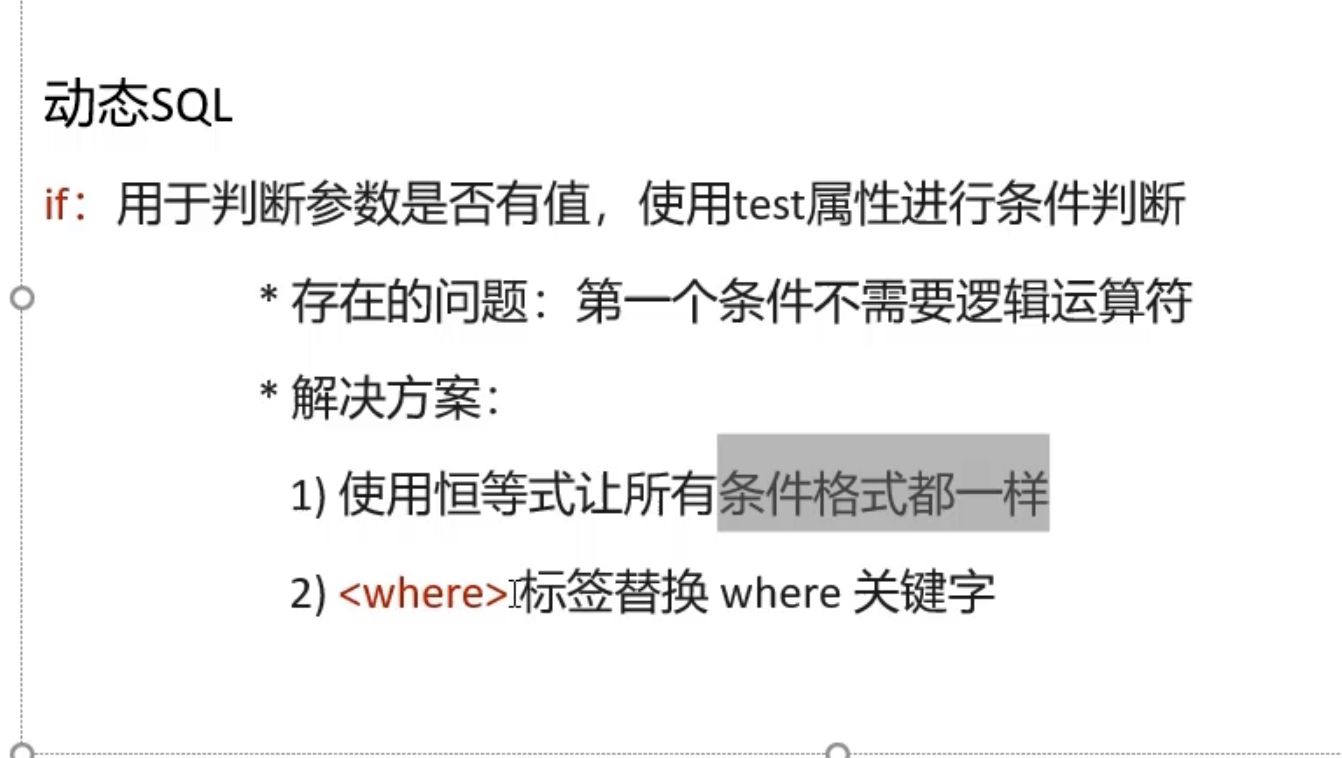 动态SQL
if：用于判断参数是否有值，使用test属性进行条件判断
* 存在的问题：第一个条件不需要逻辑运算符
* 解决方案：
1) 使用恒等式让所有条件格式都一样
2) <where>标签替换 where 关键字